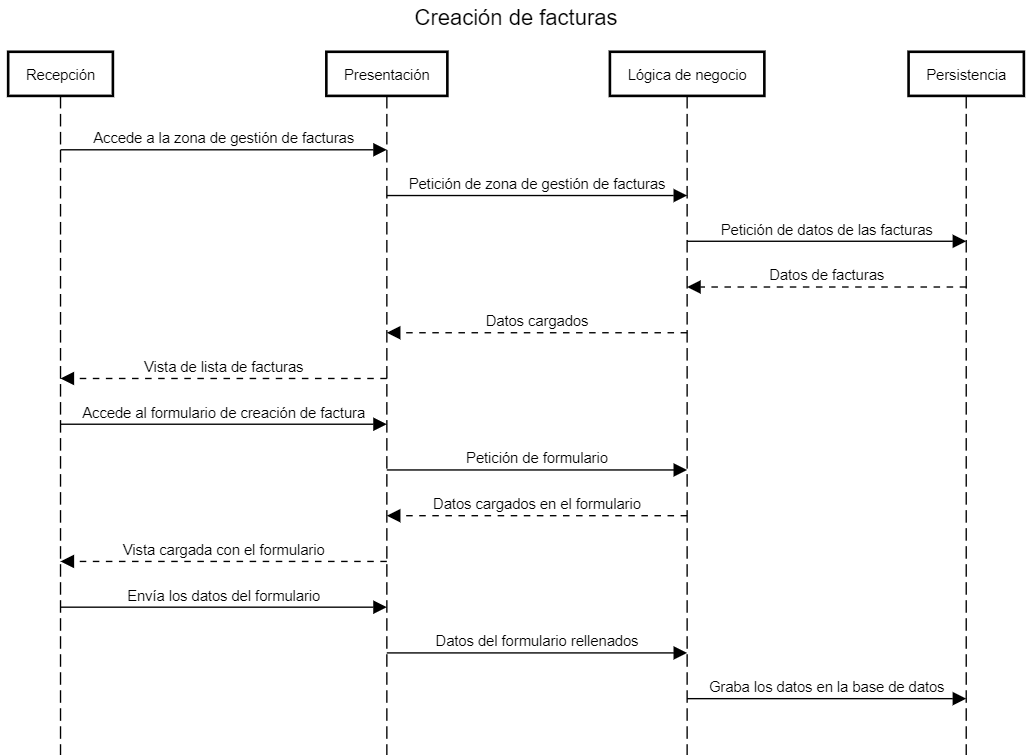 Creación de facturas
Recepción
Presentación
Lógica de negocio
Persistencia
Accede a la zona de gestión de facturas
Petición de zona de gestión de facturas
Petición de datos de las facturas
Datos de facturas
Datos cargados
Vista de lista de facturas
Accede al formulario de creación de factura
Petición de formulario
Datos cargados en el formulario
Vista cargada con el formulario
Envía los datos del formulario
Datos del formulario rellenados
Graba los datos en la base de datos